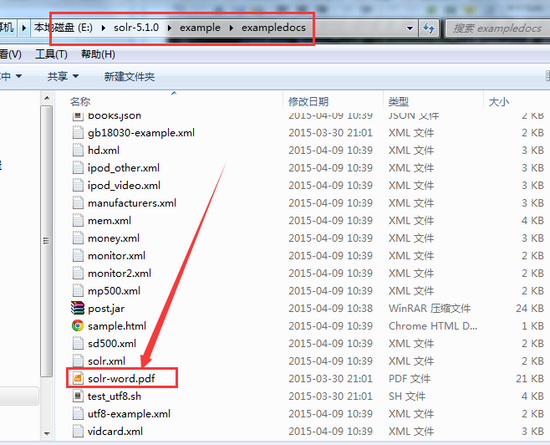 算机 本地磁盘 (E:) solr-5.1.0 example exampledocs 搜索 exampledocs
(V) 工具(T) 帮助(H)
中 共享 新建文件夹
名称 修改日期 类型 大小
books.json 2015-04-09 10:39 JSON 文件 2 KB
gb18030-example.xml 2015-03-30 21:01 XML 文件 2 KB
hd.xml 2015-04-09 10:39 XML 文件 3 KB
ipod_other.xml 2015-04-09 10:39 XML 文件 3 KB
ipod_video.xml 2015-04-09 10:39 XML 文件 3 KB
manufacturers.xml 2015-04-09 10:39 XML 文件 3 KB
mem.xml 2015-04-09 10:39 XML 文件 4 KB
money.xml 2015-04-09 10:39 XML 文件 3 KB
monitor.xml 2015-04-09 10:39 XML 文件 2 KB
monitor2.xml 2015-04-09 10:39 XML 文件 2 KB
mp500.xml 2015-04-09 10:39 XML 文件 2 KB
post.jar 2015-04-09 10:38 WinRAR 压缩文件 24 KB
sample.html 2015-04-09 10:39 Chrome HTML D... 2 KB
sd500.xml 2015-04-09 10:39 XML 文件 2 KB
solr.xml 2015-04-09 10:39 XML 文件 2 KB
solr-word.pdf 2015-03-30 21:01 PDF 文件 21 KB
test_utf8.sh 2015-03-30 21:01 SH 文件 4 KB
utf8-example.xml 2015-04-09 10:39 XML 文件 2 KB
vidcard.xml 2015-04-09 10:39 XML 文件 3 KB